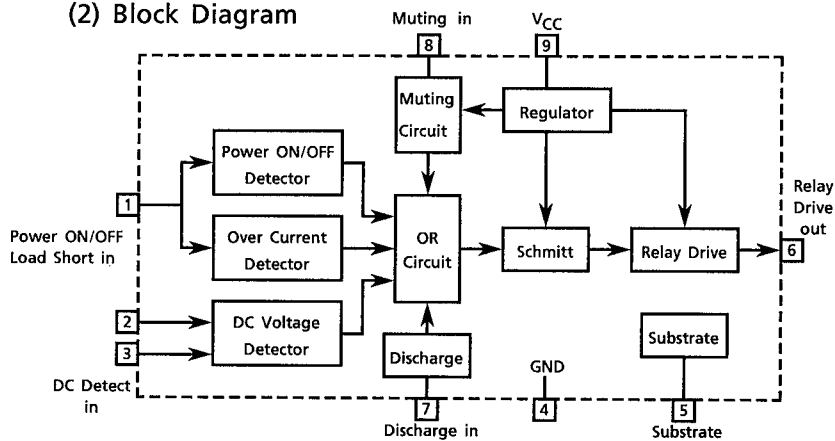 (2) Block Diagram
Muting in
VCC
8
9
Muting
Circuit
Regulator
Power ON/OFF
Detector
1
Power ON/OFF
Load Short in
Over Current
Detector
OR
Circuit
Schmitt
Relay Drive
Relay
Drive
out
6
2
3
DC Voltage
Detector
DC Detect
in
Discharge
GND
Substrate
7
4
5
Discharge in
Substrate